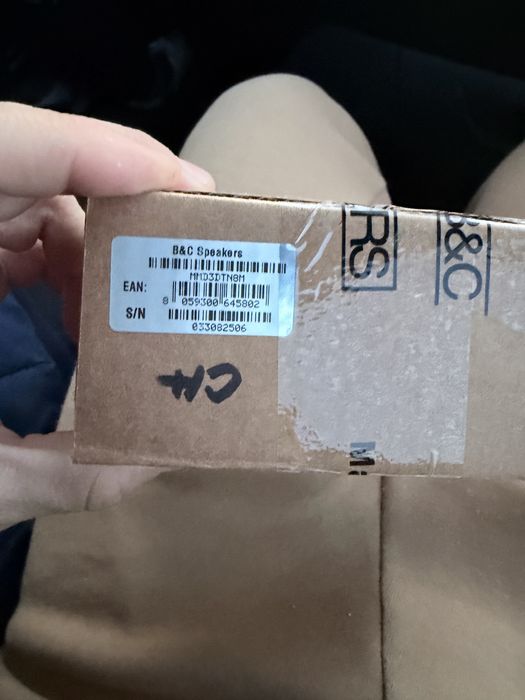 B&C Speakers
MMD3DTN8M
EAN:
8 059300 645802
S/N
033082506
RS
B&C
CH